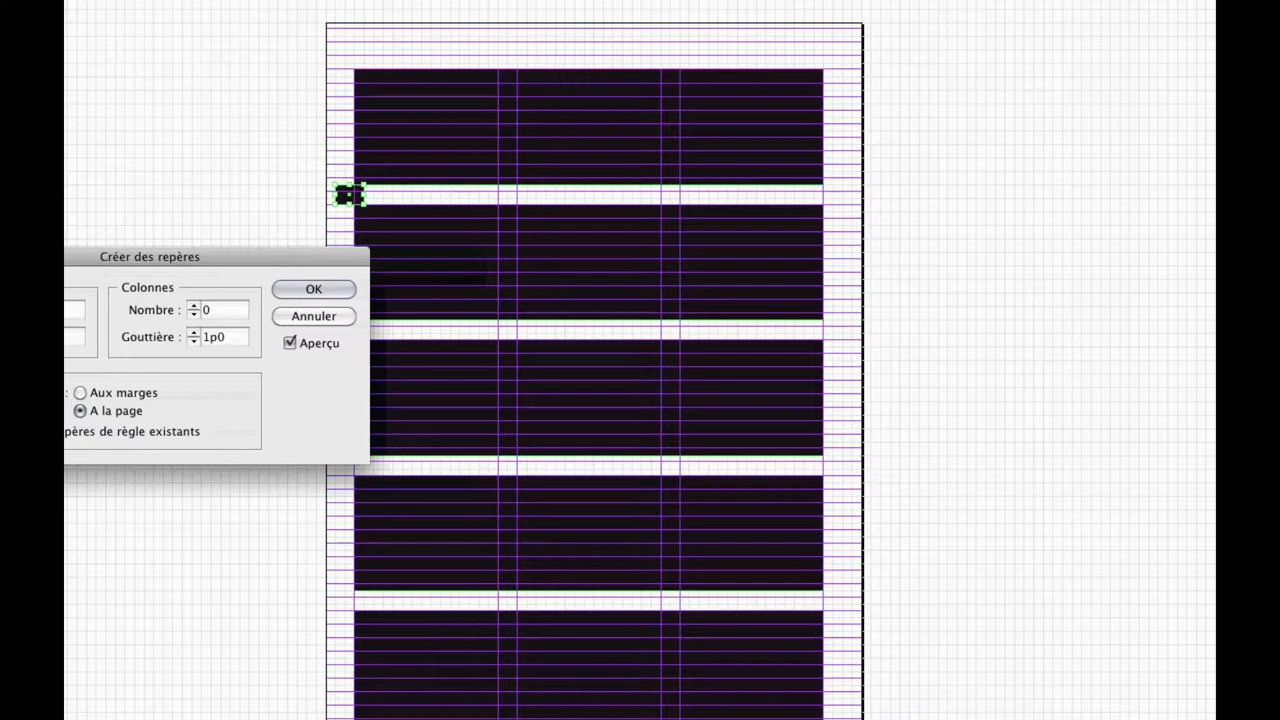 Créer des repères
Colonnes
Nombre : 0
Gouttière : 1p0
OK
Annuler
Aperçu
: Aux marges
A la page
pères de règle existants